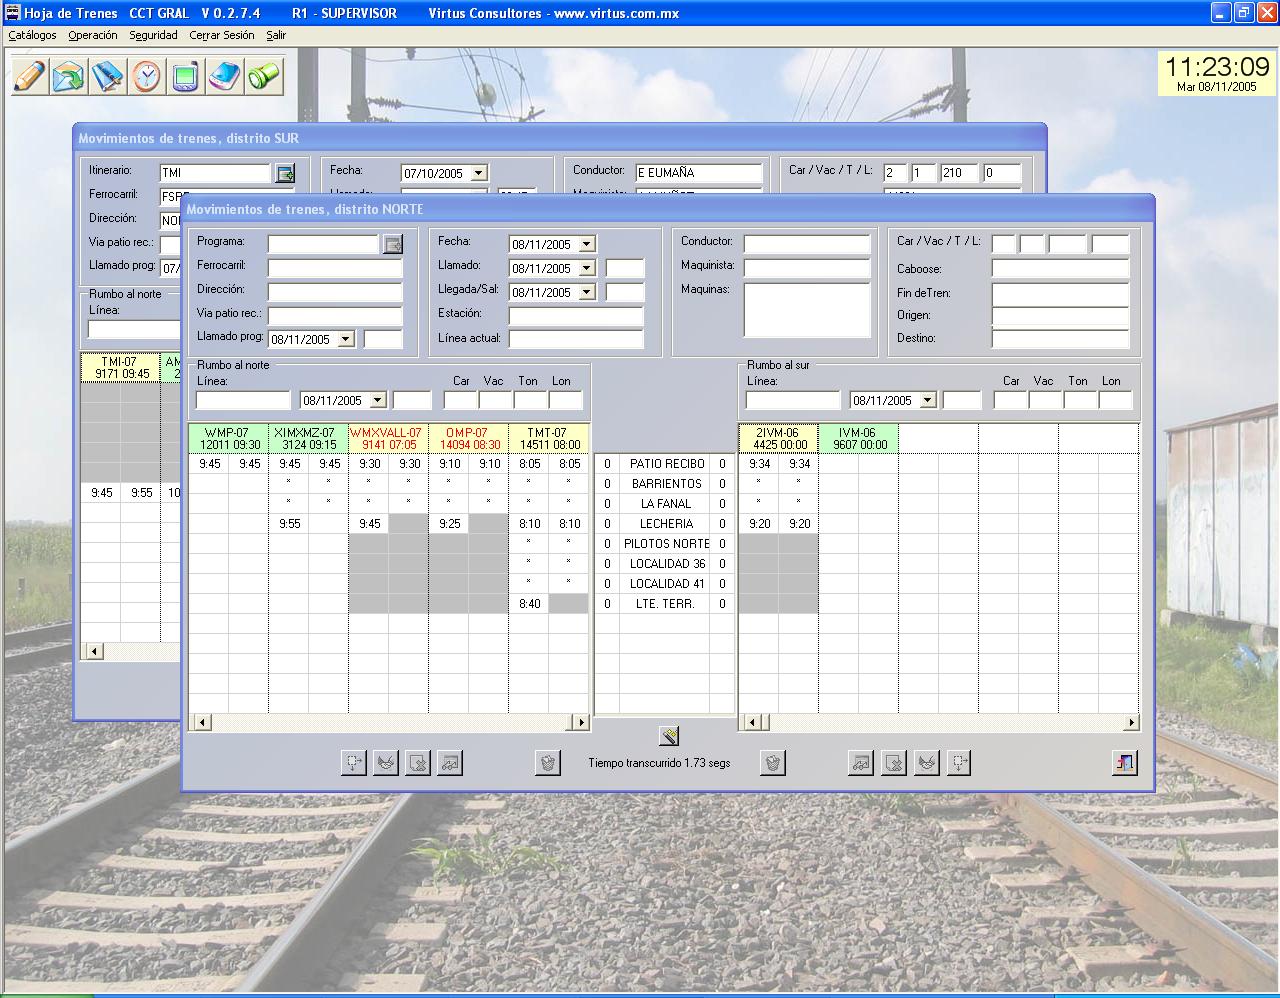 Hoja de Trenes CCT GRAL V 0.2.7.4 R1 - SUPERVISOR Virtus Consultores - www.virtus.com.mx
Catálogos Operación Seguridad Cerrar Sesión Salir
11:23:09
Mar 08/11/2005
Movimientos de trenes, distrito SUR
Itinerario: TMI Fecha: 07/10/2005 Conductor: E EUMAÑA Car / Vac / T / L: 2 1 210 0
Ferrocarril:
Dirección:
Via patio rec.:
Llamado prog: 07/
Rumbo al norte
Línea:
TMI-07
9171 09:45
9:45 9:55
Movimientos de trenes, distrito NORTE
Programa: Fecha: 08/11/2005 Conductor: Car / Vac / T / L:
Ferrocarril: Llamado: 08/11/2005 Maquinista: Caboose:
Dirección: Llegada/Sal: 08/11/2005 Maquinas: Fin deTren:
Via patio rec.: Estación: Origen:
Llamado prog: 08/11/2005 Línea actual: Destino:
Rumbo al norte Rumbo al sur
Línea: Car Vac Ton Lon Línea: Car Vac Ton Lon
08/11/2005 08/11/2005
WMP-07 XIMXMZ-07 WMXVALL-07 OMP-07 TMT-07 2IVM-06 IVM-06
12011 09:30 3124 09:15 9141 07:05 14094 08:30 14511 08:00 4425 00:00 9607 00:00
9:45 9:45 9:45 9:45 9:30 9:30 9:10 9:10 8:05 8:05 0 PATIO RECIBO 0 9:34 9:34
* * * * * * * * 0 BARRIENTOS 0 * *
* * * * * * * * 0 LA FANAL 0 * *
9:55 9:45 9:25 8:10 8:10 0 LECHERIA 0 9:20 9:20
* * 0 PILOTOS NORTE 0
* * 0 LOCALIDAD 36 0
* * 0 LOCALIDAD 41 0
8:40 0 LTE. TERR. 0
Tiempo transcurrido 1.73 segs